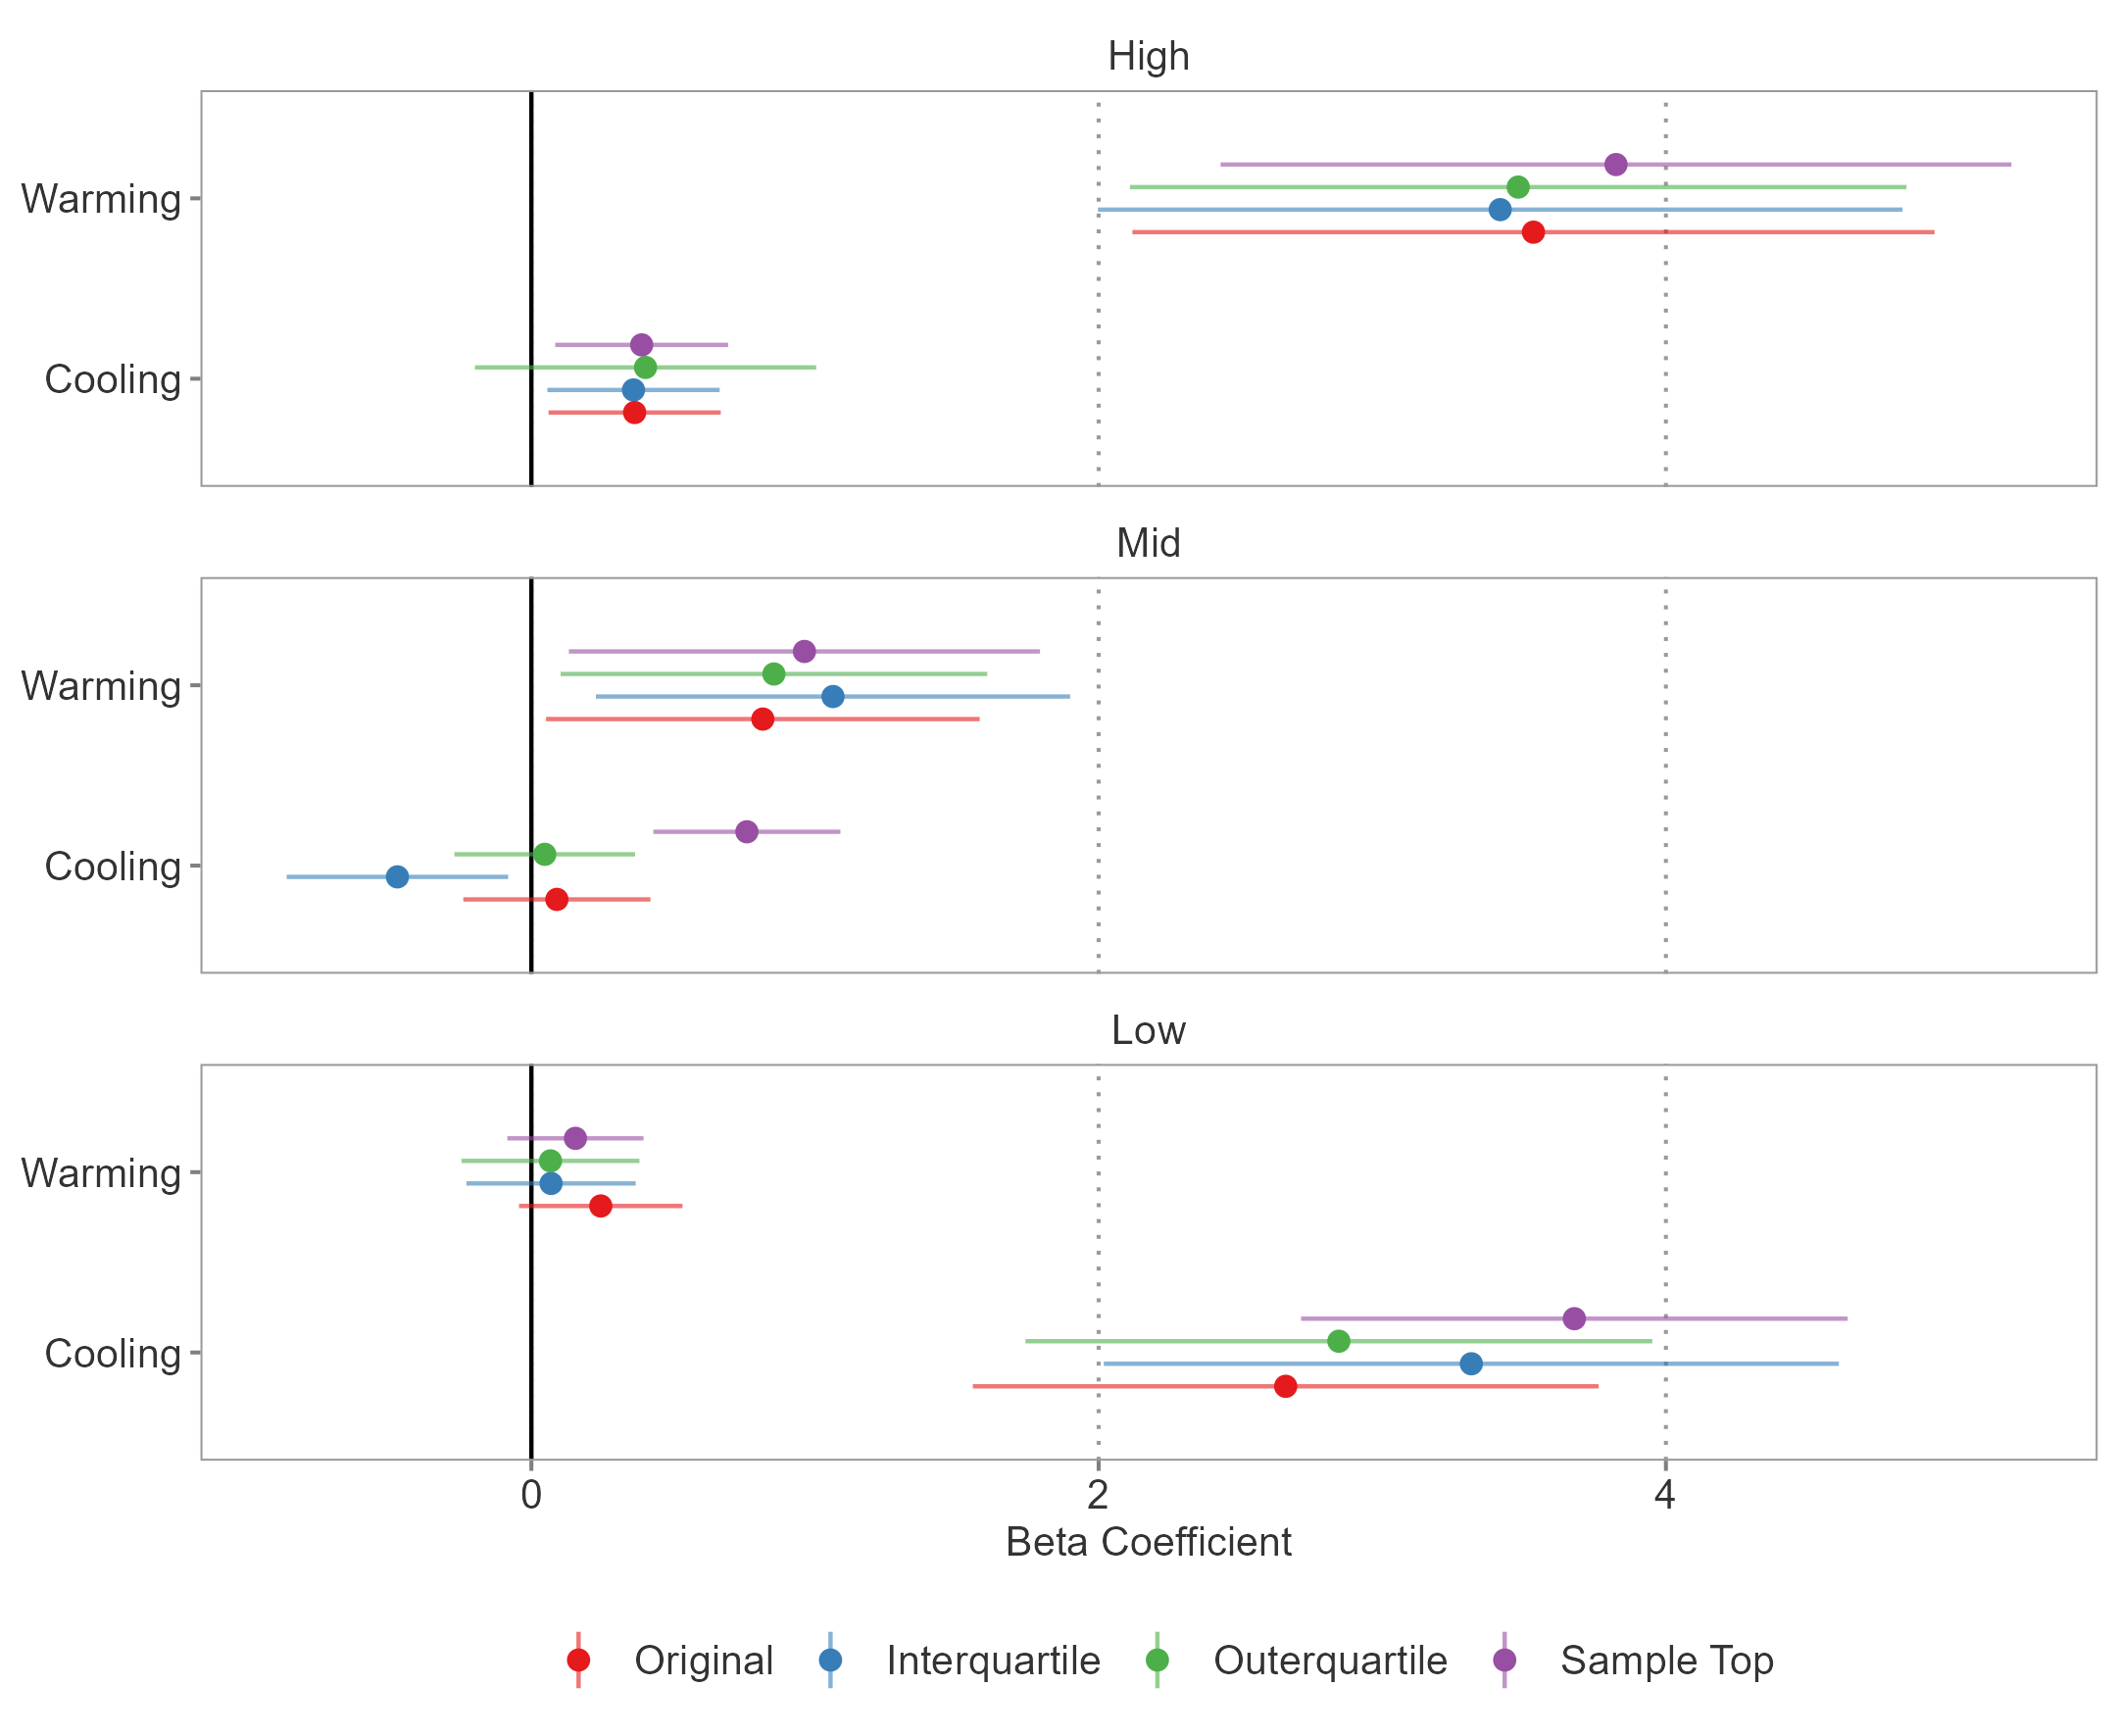 High
Warming
Cooling
Mid
Warming
Cooling
Low
Warming
Cooling
0 2 4
Beta Coefficient
Original Interquartile Outerquartile Sample Top